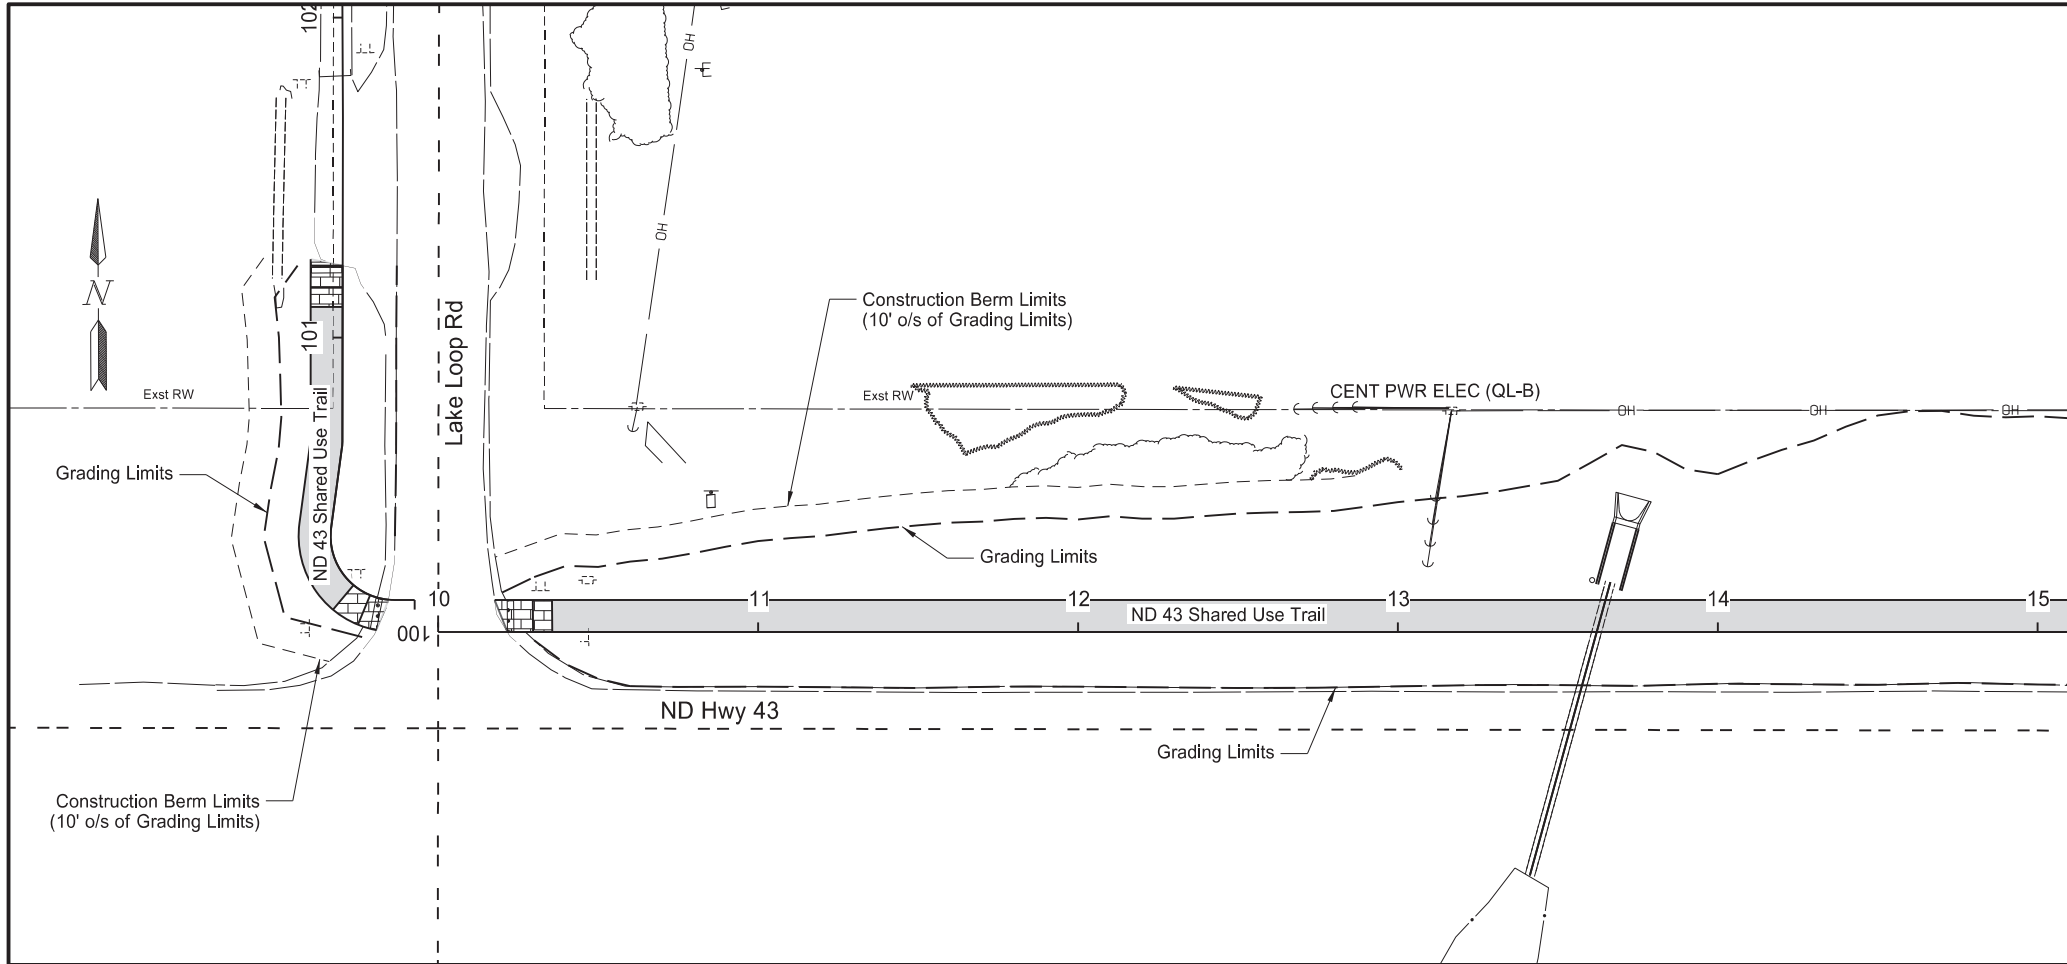 102
OH
E
OH
N
Construction Berm Limits
(10' o/s of Grading Limits)
101
Lake Loop Rd
CENT PWR ELEC (QL-B)
Exst RW
Exst RW
OH
OH
OH
Grading Limits
ND 43 Shared Use Trail
Grading Limits
10
11
12
13
14
15
ND 43 Shared Use Trail
100
ND Hwy 43
Grading Limits
Construction Berm Limits
(10' o/s of Grading Limits)